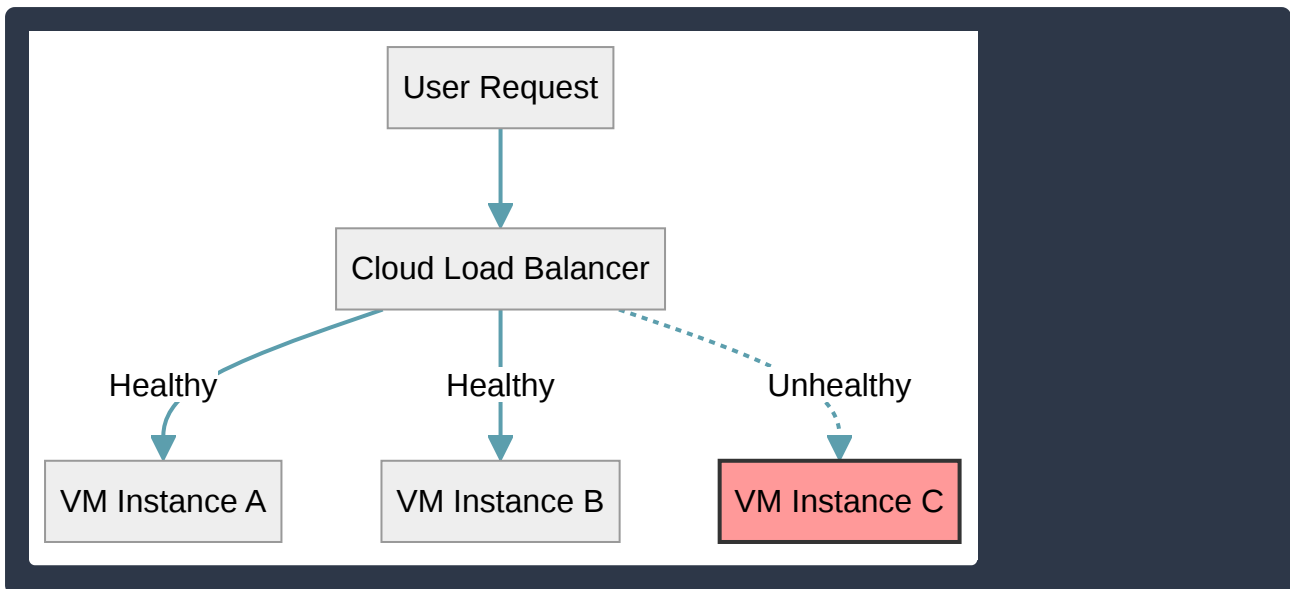 User Request
Cloud Load Balancer
Healthy
Healthy
Unhealthy
VM Instance A
VM Instance B
VM Instance C